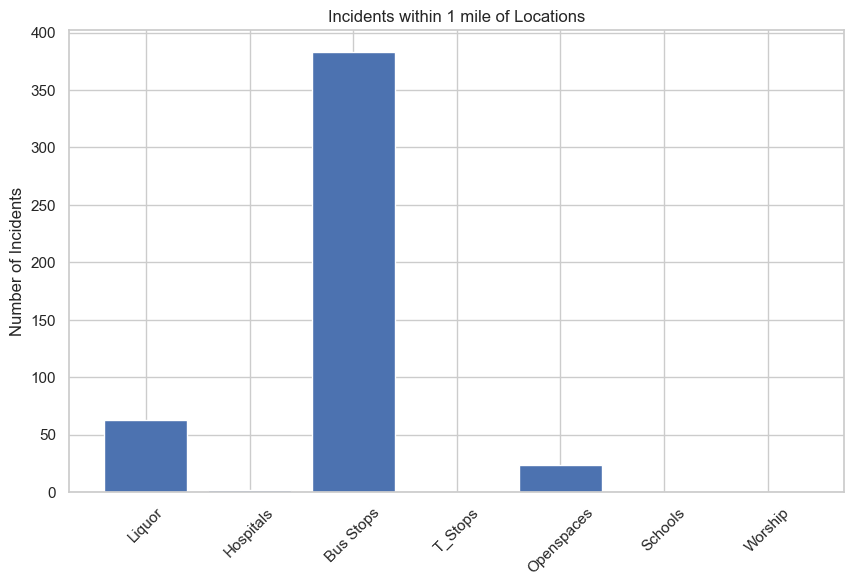 Incidents within 1 mile of Locations
Number of Incidents
400
350
300
250
200
150
100
50
0
Liquor
Hospitals
Bus Stops
T_Stops
Openspaces
Schools
Worship